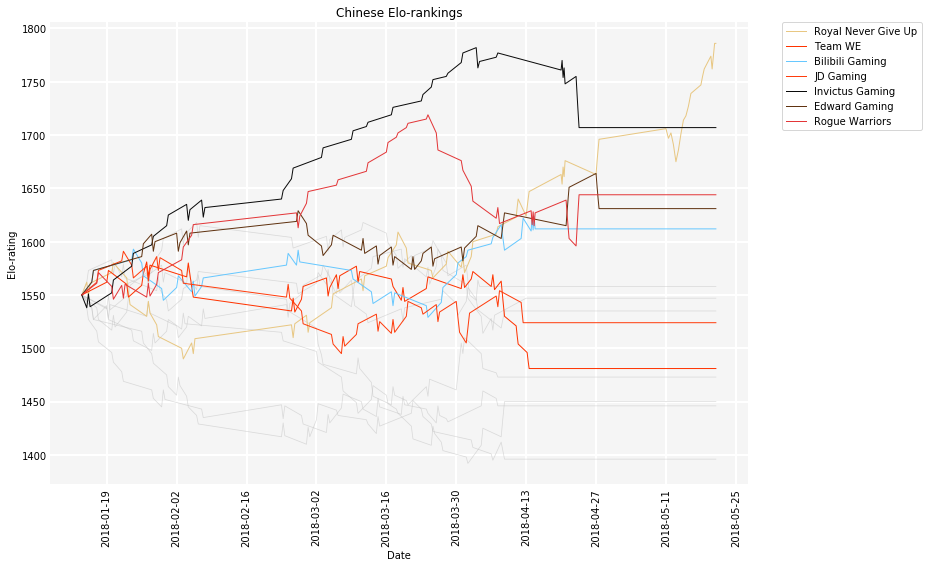 Chinese Elo-rankings
1800
1750
1700
1650
1600
1550
1500
1450
1400
Elo-rating
2018-01-19
2018-02-02
2018-02-16
2018-03-02
2018-03-16
2018-03-30
2018-04-13
2018-04-27
2018-05-11
2018-05-25
Date
Royal Never Give Up
Team WE
Bilibili Gaming
JD Gaming
Invictus Gaming
Edward Gaming
Rogue Warriors